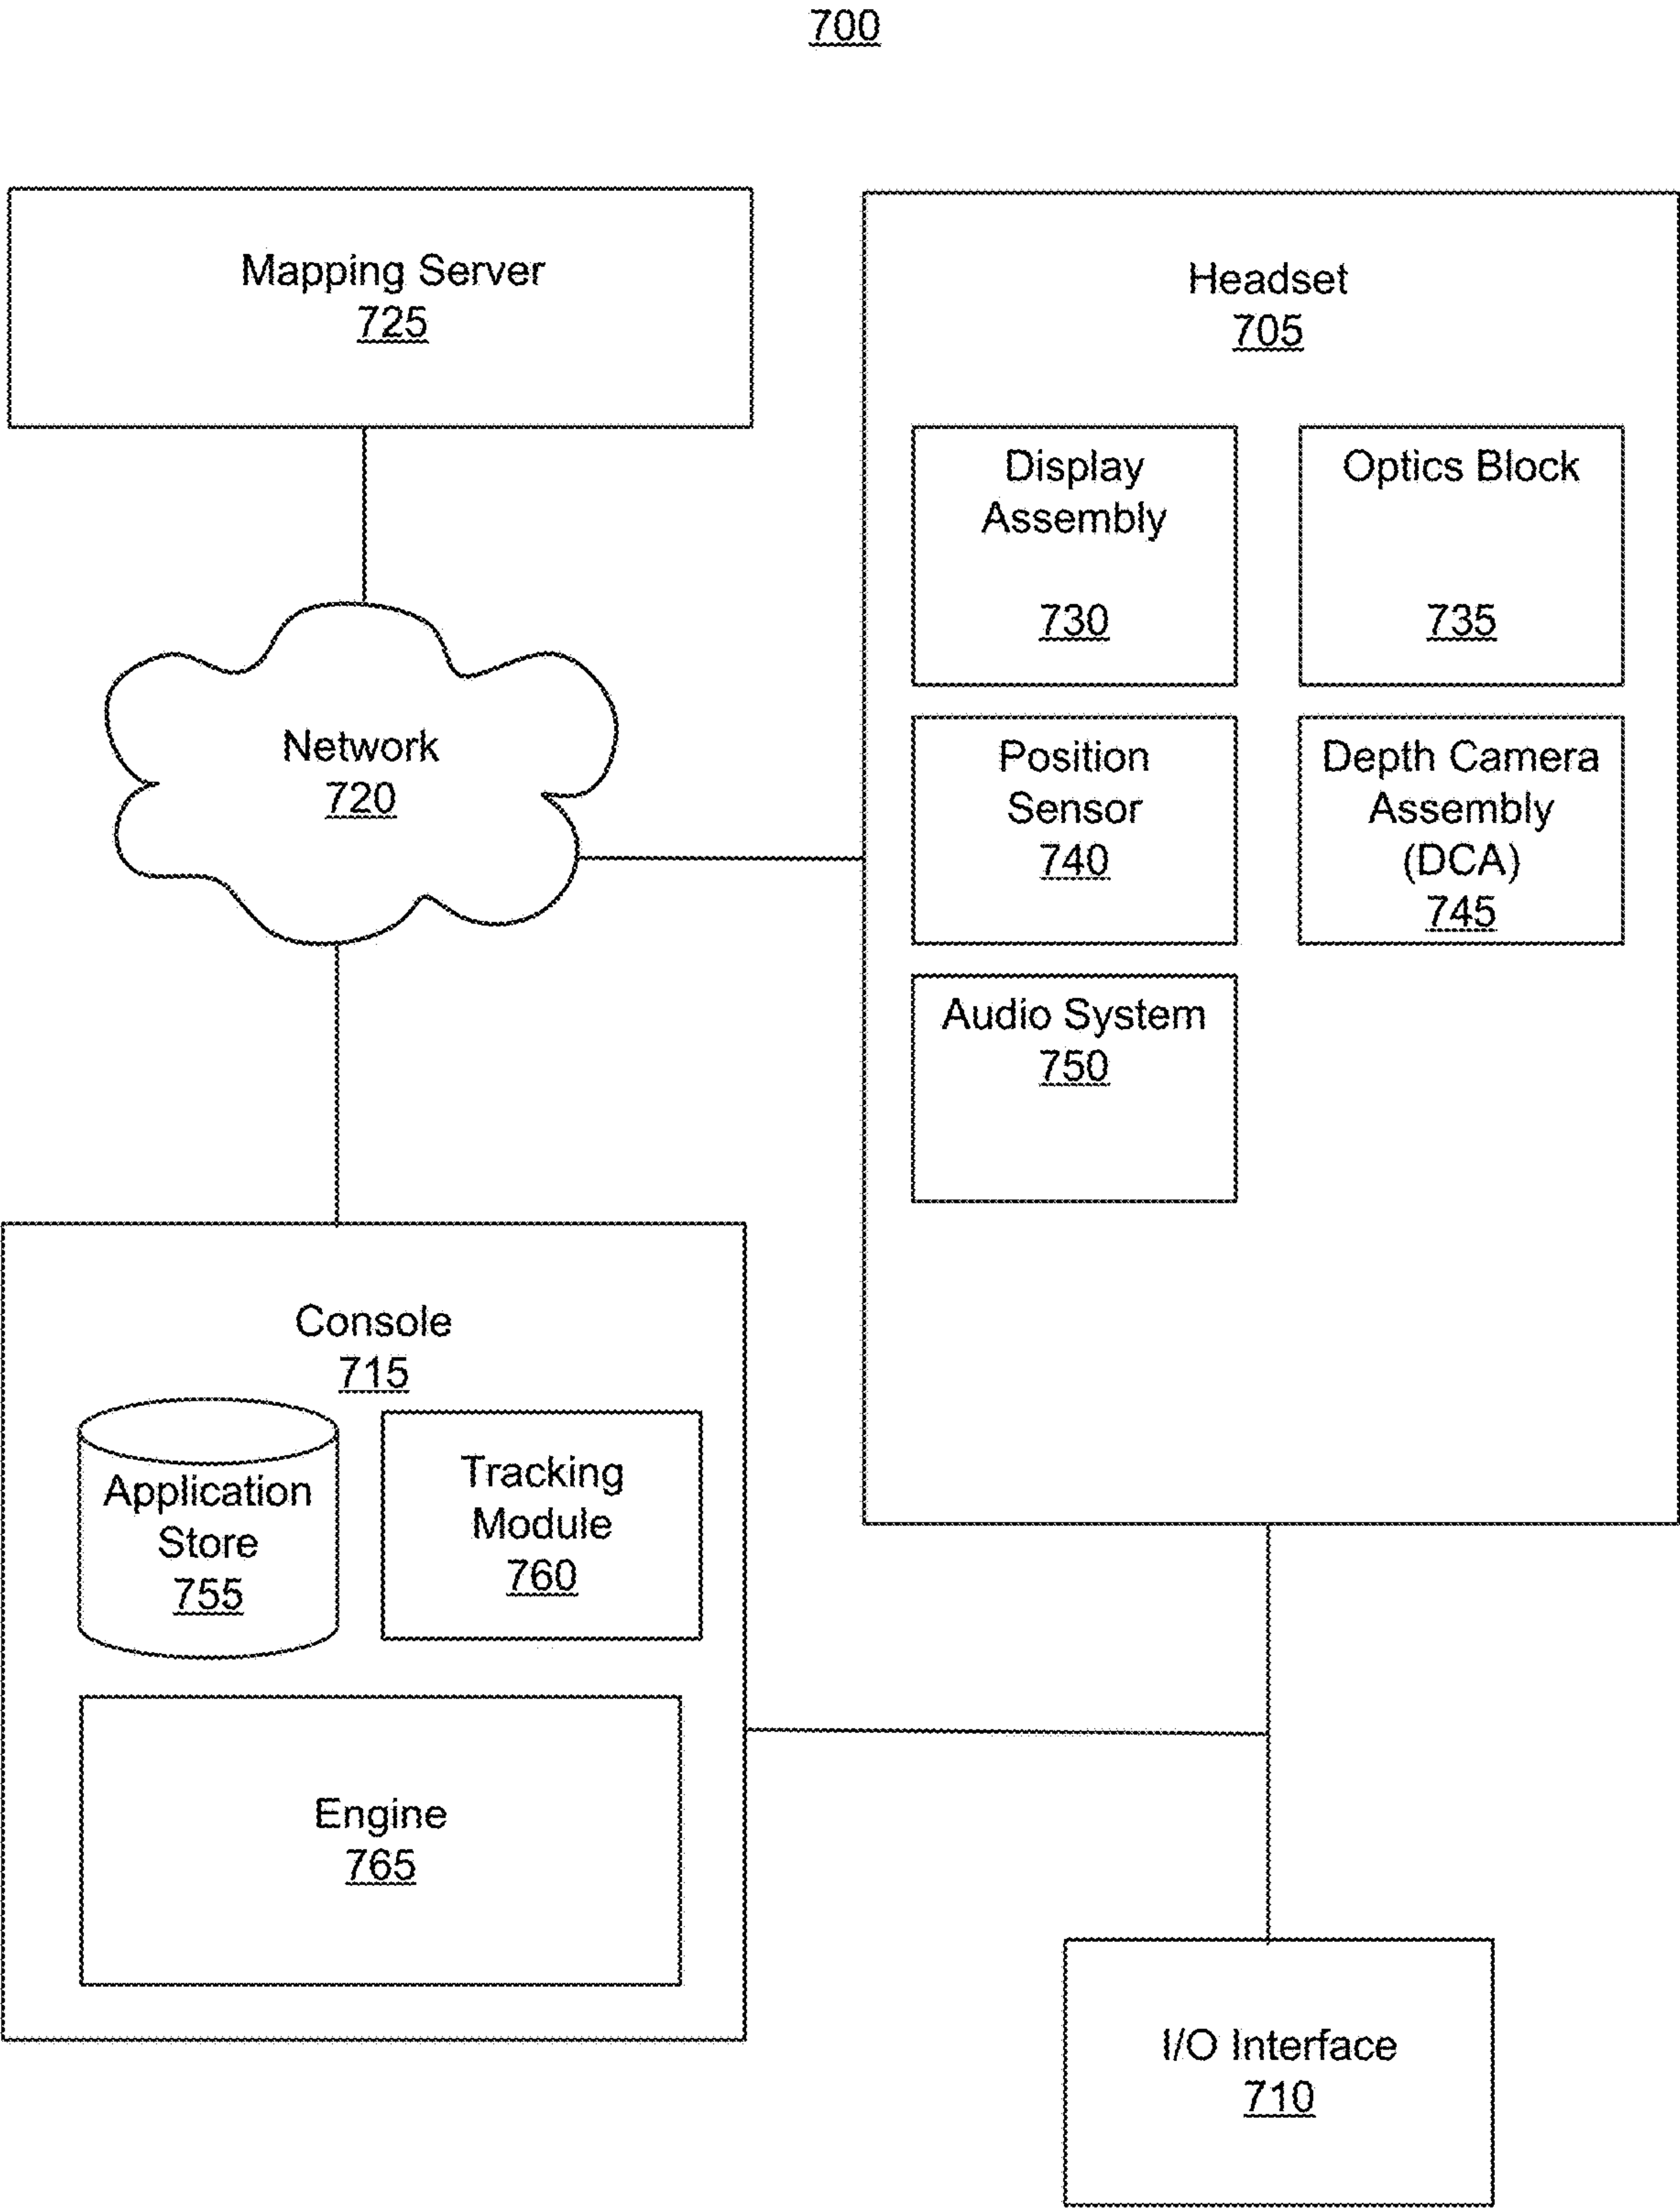 700
Mapping Server
725
Headset
705
Display
Assembly
730
Optics Block
735
Network
720
Position
Sensor
740
Depth Camera
Assembly
(DCA)
745
Audio System
750
Console
715
Application
Store
755
Tracking
Module
760
Engine
765
I/O Interface
710